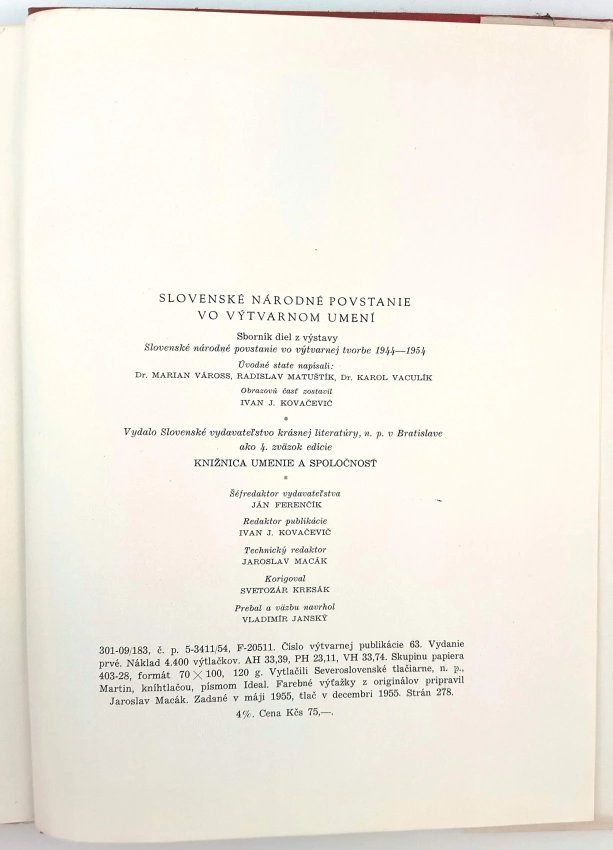 SLOVENSKÉ NÁRODNÉ POVSTANIE
VO VÝTVARNOM UMENÍ
Sborník diel z výstavy
Slovenské národné povstanie vo výtvarnej tvorbe 1944—1954
Úvodné state napísali:
Dr. MARIAN VÁROSS, RADISLAV MATUŠTÍK, Dr. KAROL VACULÍK
Obrazovú časť zostavil
IVAN J. KOVAČEVIČ
*
Vydalo Slovenské vydavateľstvo krásnej literatúry, n. p. v Bratislave
ako 4. zväzok edície
KNIŽNICA UMENIE A SPOLOČNOSŤ
*
Šéfredaktor vydavateľstva
JÁN FERENČÍK
Redaktor publikácie
IVAN J. KOVAČEVIČ
Technický redaktor
JAROSLAV MACÁK
Korigoval
SVETOZÁR KRESÁK
Prebal a väzbu navrhol
VLADIMÍR JANSKÝ
301-09/183, č. p. 5-3411/54, F-20511. Číslo výtvarnej publikácie 63. Vydanie
prvé. Náklad 4.400 výtlačkov. AH 33,39, PH 23,11, VH 33,74. Skupinu papiera
403-28, formát 70×100, 120 g. Vytlačili Severoslovenské tlačiarne, n. p.,
Martin, kníhtlačou, písmom Ideal. Farebné výťažky z originálov pripravil
Jaroslav Macák. Zadané v máji 1955, tlač v decembri 1955. Strán 278.
4%. Cena Kčs 75,—.